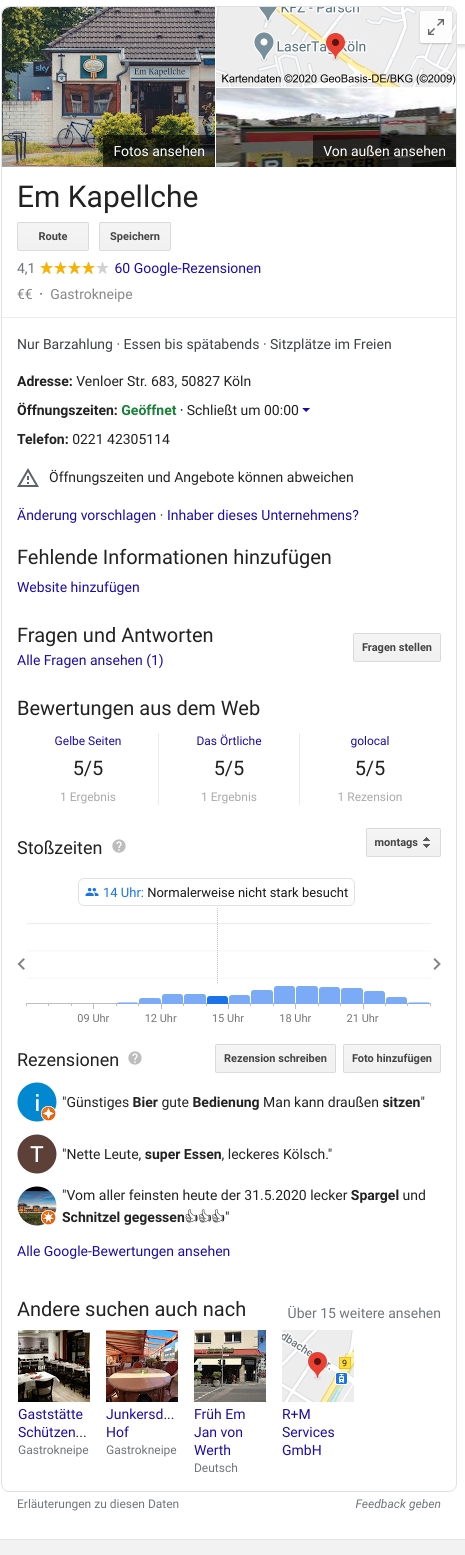 KFZ - Parsch
LaserTa
Köln
Kartendaten ©2020 GeoBasis-DE/BKG (©2009)
sky
Em Kapellche
Fotos ansehen
Von außen ansehen
Em Kapellche
Route
Speichern
4,1 60 Google-Rezensionen
€€ · Gastrokneipe
Nur Barzahlung · Essen bis spätabends · Sitzplätze im Freien
Adresse: Venloer Str. 683, 50827 Köln
Öffnungszeiten: Geöffnet · Schließt um 00:00
Telefon: 0221 42305114
Öffnungszeiten und Angebote können abweichen
Änderung vorschlagen · Inhaber dieses Unternehmens?
Fehlende Informationen hinzufügen
Website hinzufügen
Fragen und Antworten
Alle Fragen ansehen (1)
Fragen stellen
Bewertungen aus dem Web
Gelbe Seiten Das Örtliche golocal
5/5 5/5 5/5
1 Ergebnis 1 Ergebnis 1 Rezension
Stoßzeiten ?
montags
14 Uhr: Normalerweise nicht stark besucht
09 Uhr 12 Uhr 15 Uhr 18 Uhr 21 Uhr
Rezensionen ?
Rezension schreiben
Foto hinzufügen
i
"Günstiges Bier gute Bedienung Man kann draußen sitzen"
T
"Nette Leute, super Essen, leckeres Kölsch."
"Vom aller feinsten heute der 31.5.2020 lecker Spargel und
Schnitzel gegessen👍👍👍"
Alle Google-Bewertungen ansehen
Andere suchen auch nach
Über 15 weitere ansehen
9
Gaststätte Junkersd... Früh Em R+M
Schützen... Hof Jan von Services
Gastrokneipe Gastrokneipe Werth GmbH
Deutsch
Erläuterungen zu diesen Daten
Feedback geben